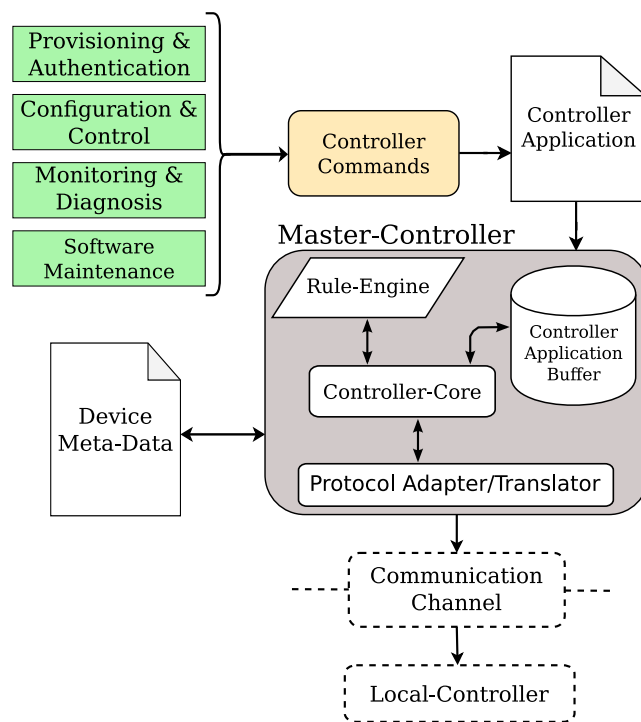 Provisioning &
Authentication
Configuration &
Control
Monitoring &
Diagnosis
Software
Maintenance
Controller
Commands
Controller
Application
Master-Controller
Rule-Engine
Controller
Application
Buffer
Controller-Core
Device
Meta-Data
Protocol Adapter/Translator
Communication
Channel
Local-Controller